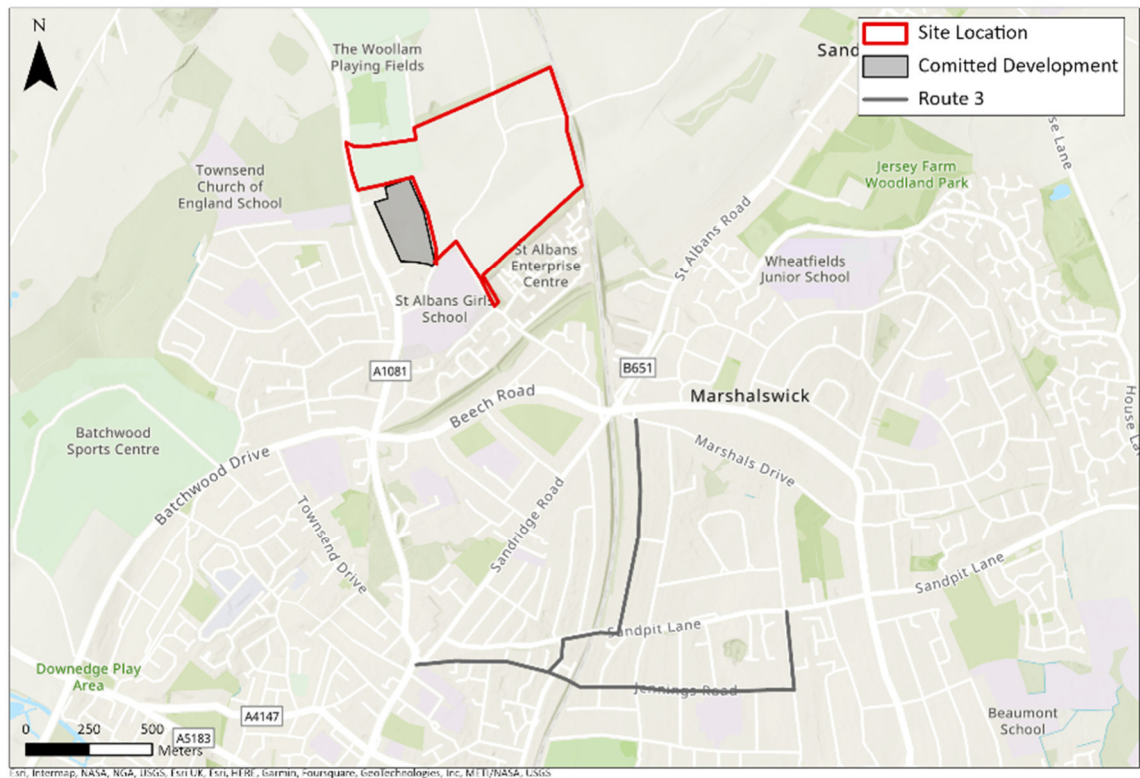 N
The Woollam
Playing Fields
Sand
Site Location
Comitted Development
Route 3
Townsend
Church of
England School
Jersey Farm
Woodland Park
St Albans Road
St Albans
Enterprise
Centre
Wheatfields
Junior School
St Albans Girls
School
A1081
B651
Beech Road
Marshalswick
Batchwood
Sports Centre
Marshals Drive
Batchwood Drive
Sandridge Road
Townsend Drive
Sandpit Lane
Sandpit Lane
Downedge Play
Area
Jennings Road
A4147
A5183
Beaumont
School
0 250 500
Meters
Esri, Intermap, NASA, NGA, USGS, Esri UK, Esri, HERE, Garmin, Foursquare, GeoTechnologies, Inc, METI/NASA, USGS